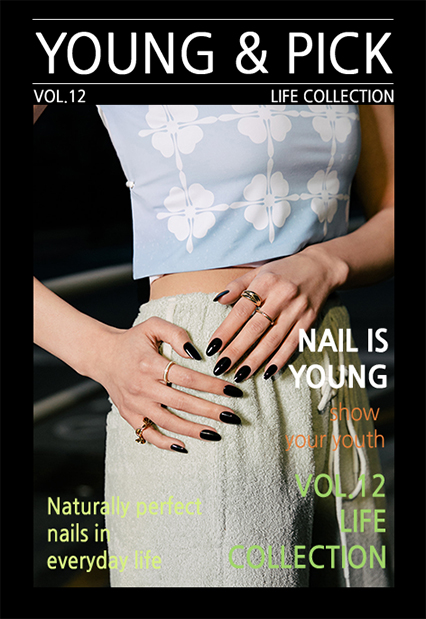 YOUNG & PICK
VOL.12 LIFE COLLECTION
NAIL IS
YOUNG
show
your youth
VOL.12
LIFE
COLLECTION
Naturally perfect
nails in
everyday life